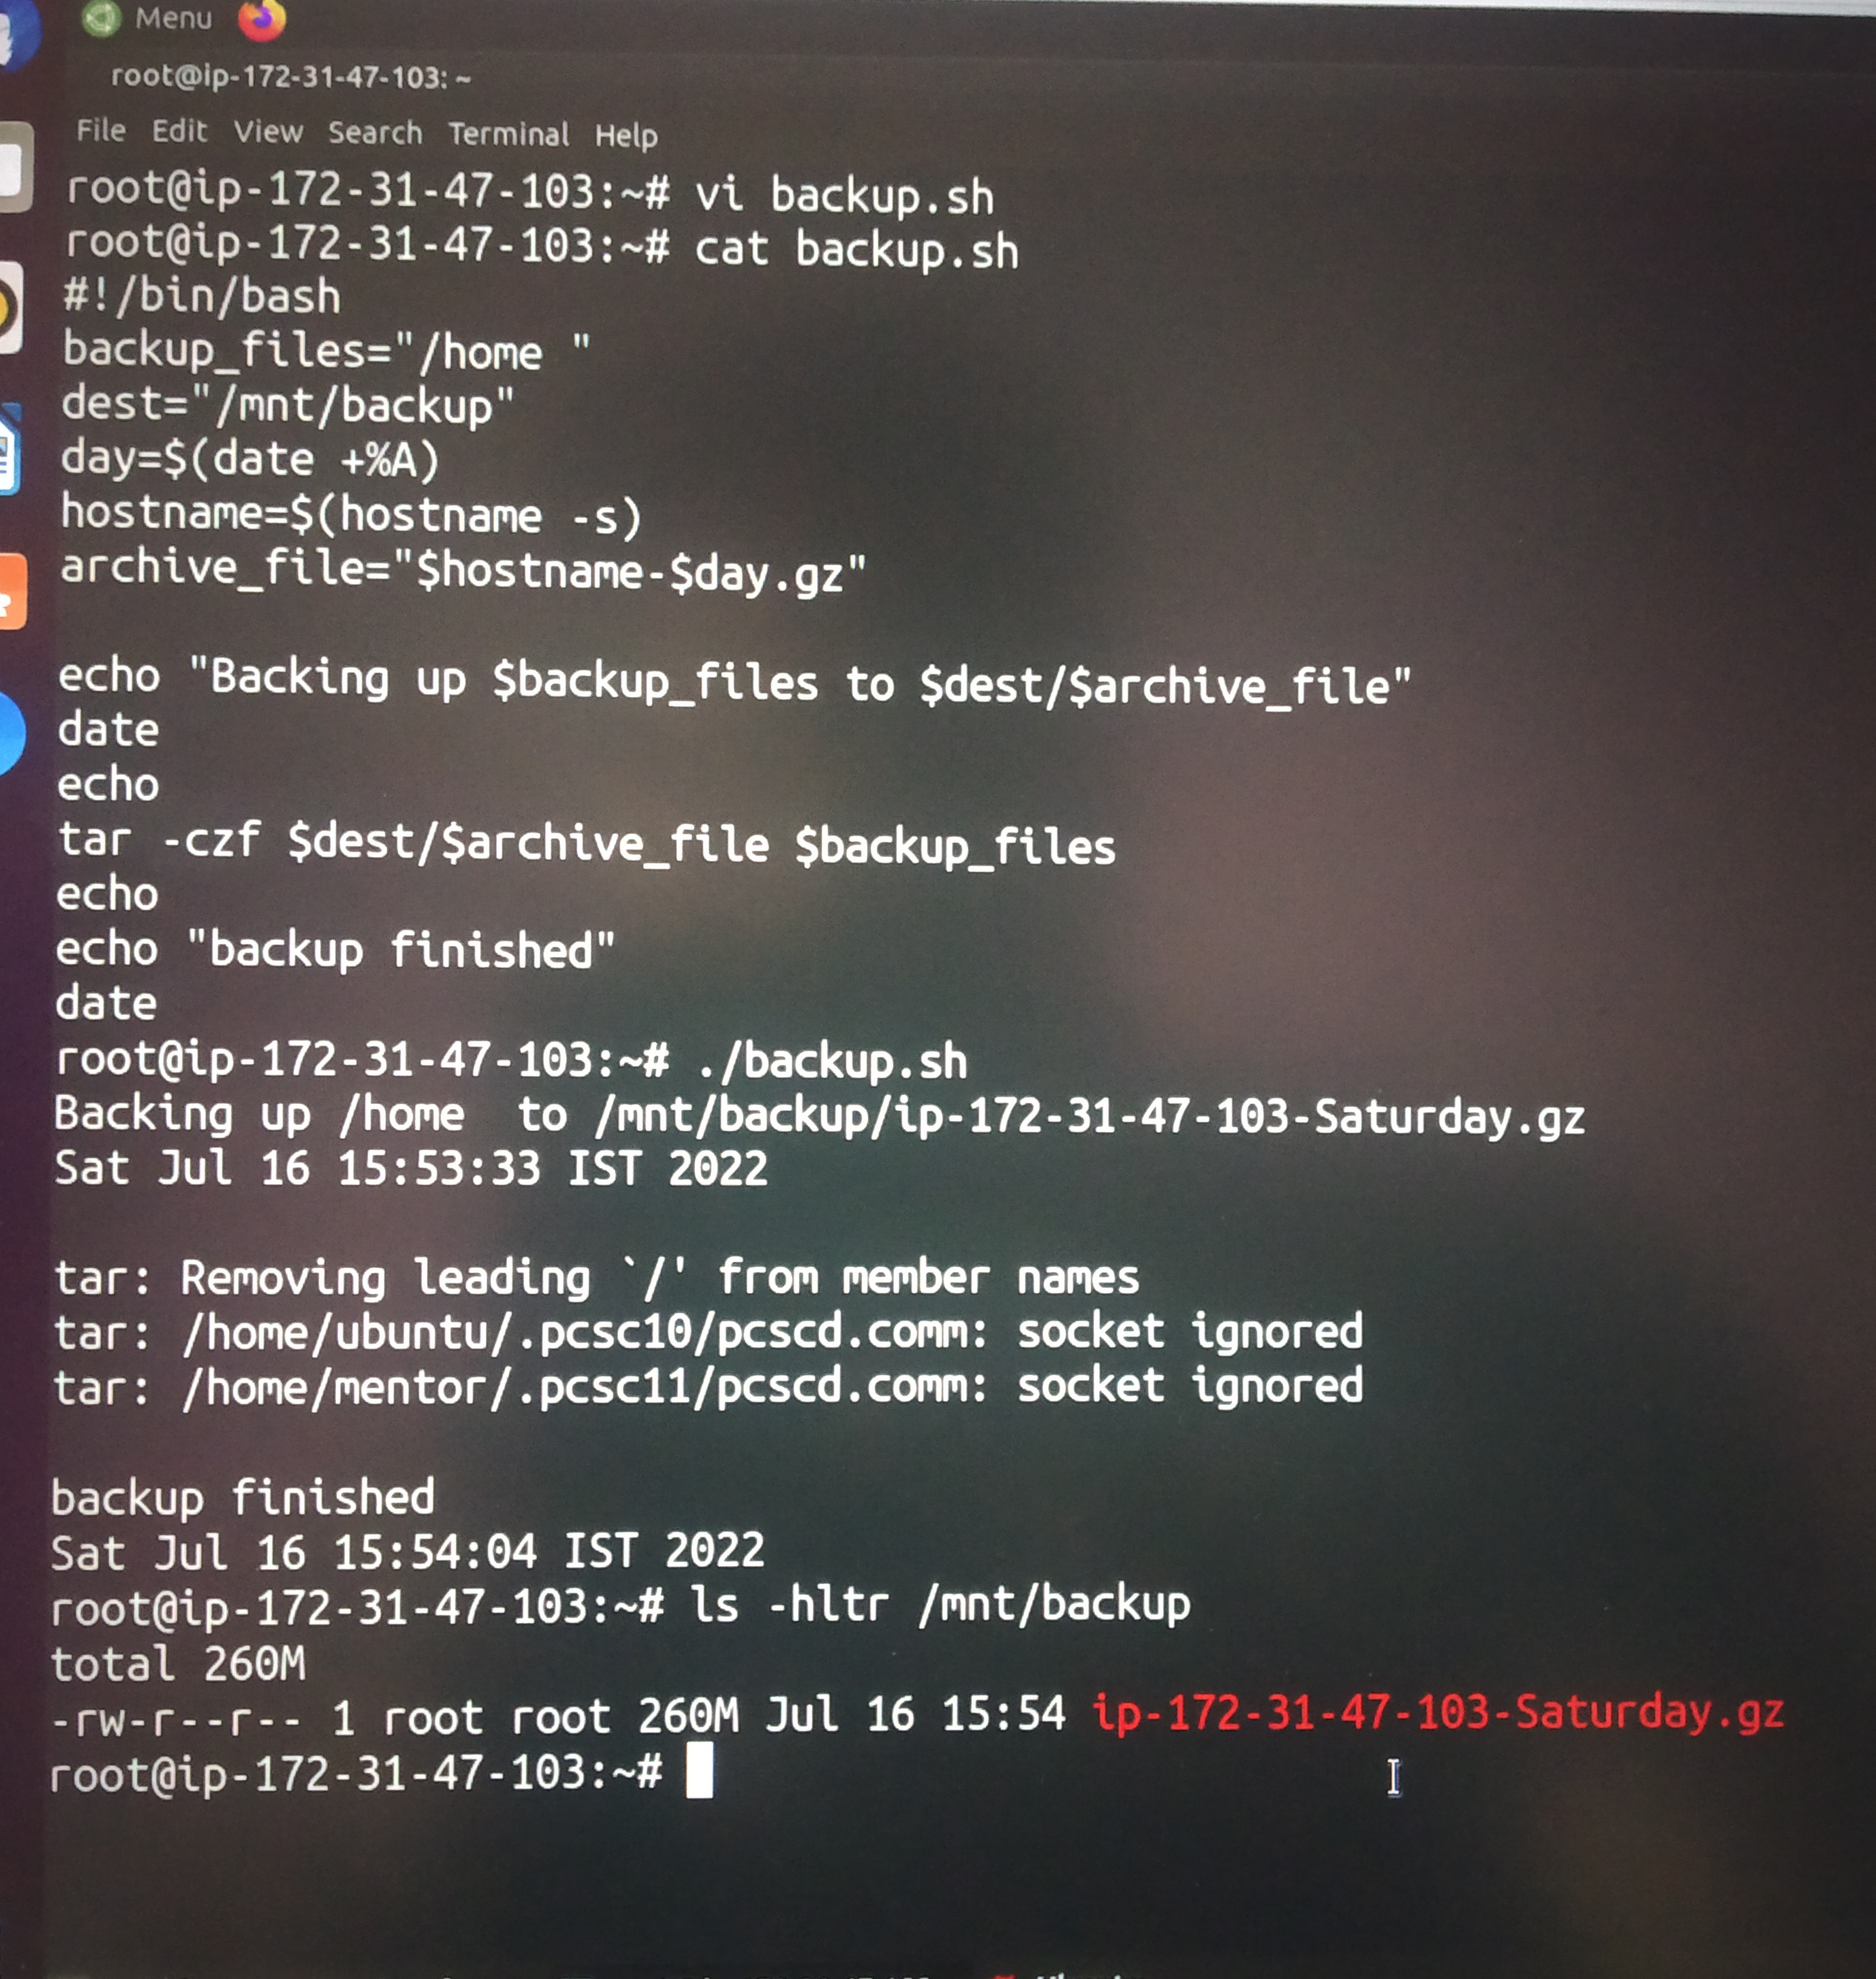 Menu
root@ip-172-31-47-103: ~
File Edit View Search Terminal Help
root@ip-172-31-47-103:~# vi backup.sh
root@ip-172-31-47-103:~# cat backup.sh
#!/bin/bash
backup_files="/home "
dest="/mnt/backup"
day=$(date +%A)
hostname=$(hostname -s)
archive_file="$hostname-$day.gz"

echo "Backing up $backup_files to $dest/$archive_file"
date
echo
tar -czf $dest/$archive_file $backup_files
echo
echo "backup finished"
date
root@ip-172-31-47-103:~# ./backup.sh
Backing up /home  to /mnt/backup/ip-172-31-47-103-Saturday.gz
Sat Jul 16 15:53:33 IST 2022

tar: Removing leading `/' from member names
tar: /home/ubuntu/.pcsc10/pcscd.comm: socket ignored
tar: /home/mentor/.pcsc11/pcscd.comm: socket ignored

backup finished
Sat Jul 16 15:54:04 IST 2022
root@ip-172-31-47-103:~# ls -hltr /mnt/backup
total 260M
-rw-r--r-- 1 root root 260M Jul 16 15:54 ip-172-31-47-103-Saturday.gz
root@ip-172-31-47-103:~#